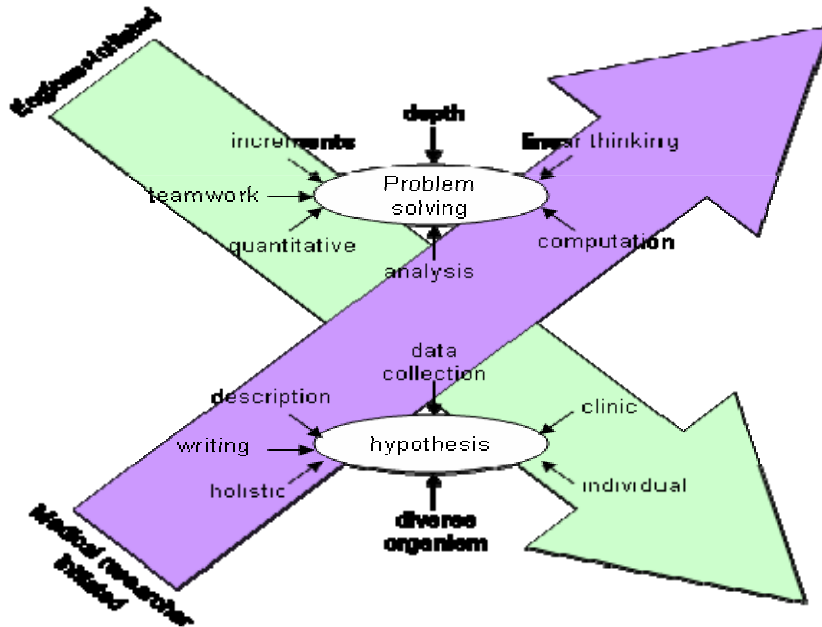 Engineer initiated
depth
increments
linear thinking
Problem
solving
teamwork
quantitative
computation
analysis
data
collection
description
clinic
writing
hypothesis
holistic
individual
diverse
organism
Medical researcher
initiated